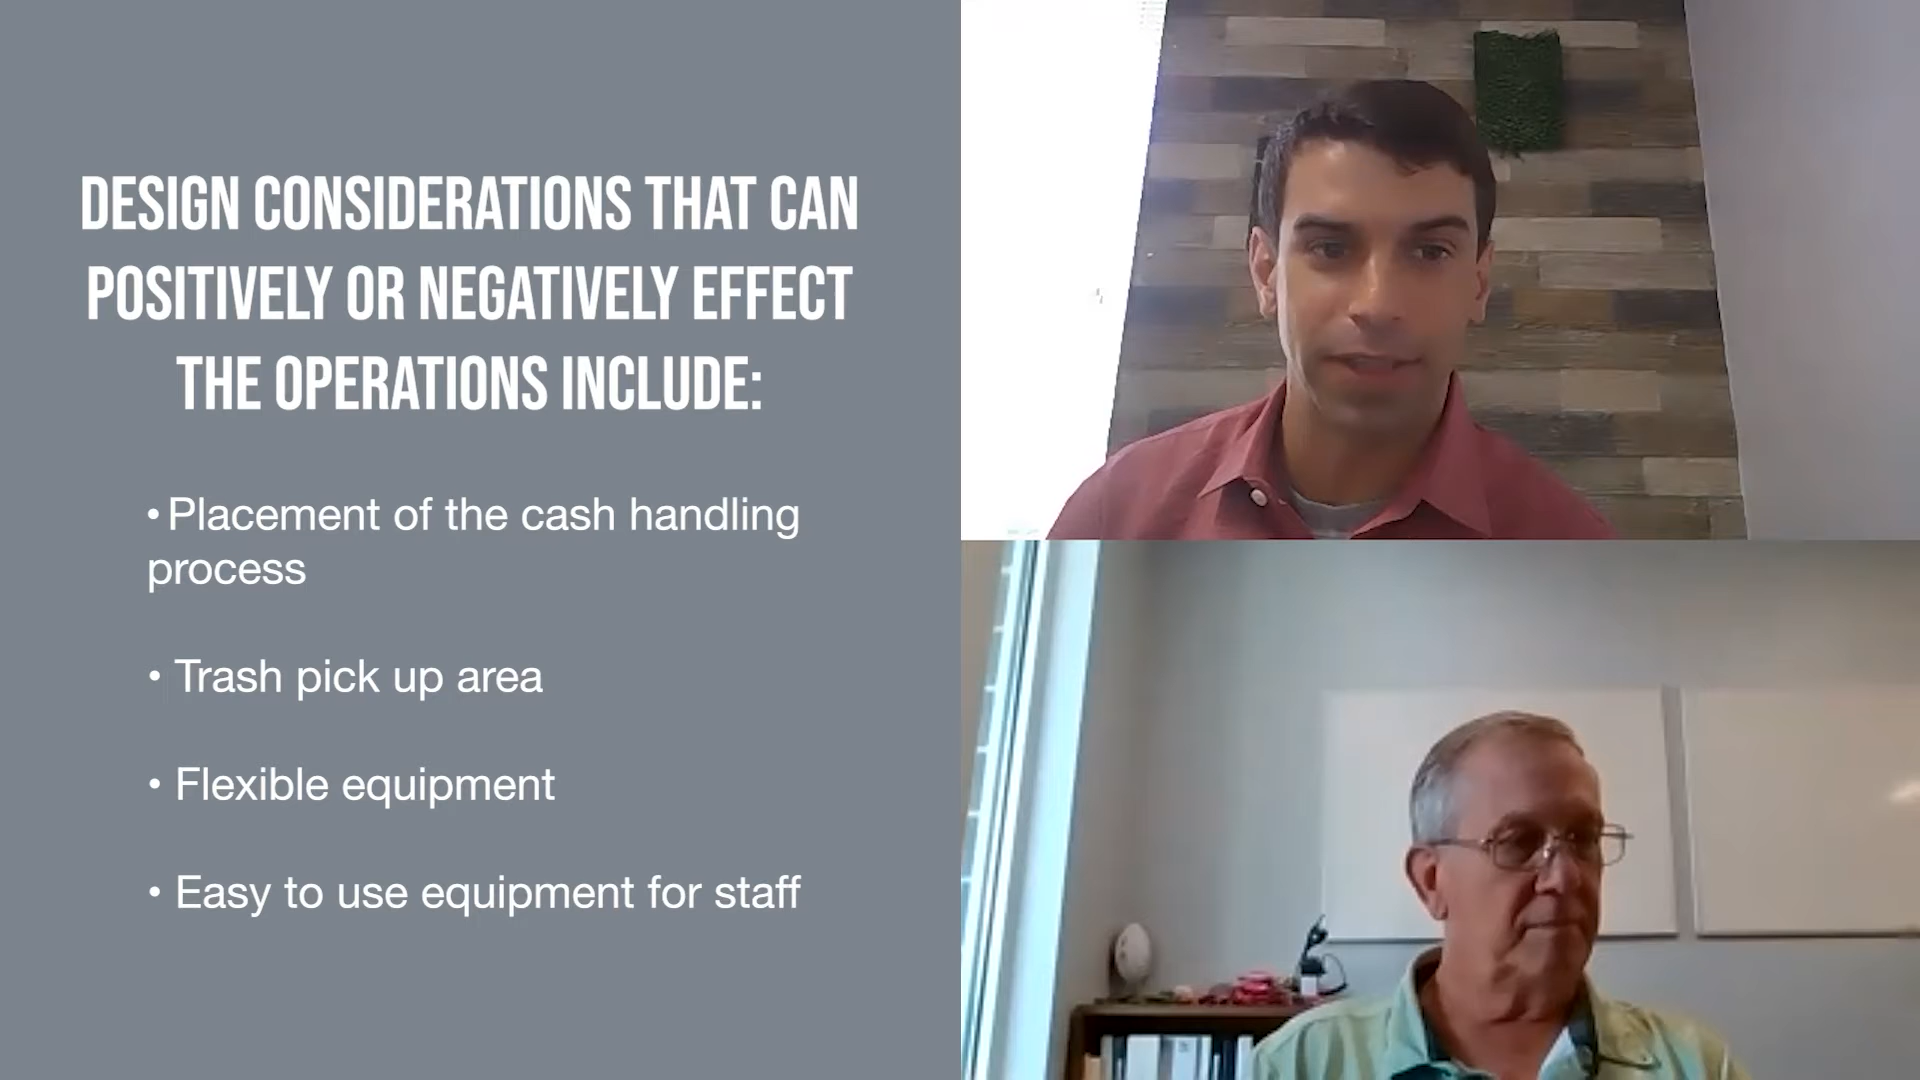 DESIGN CONSIDERATIONS THAT CAN
POSITIVELY OR NEGATIVELY EFFECT
THE OPERATIONS INCLUDE:
• Placement of the cash handling
process
• Trash pick up area
• Flexible equipment
• Easy to use equipment for staff